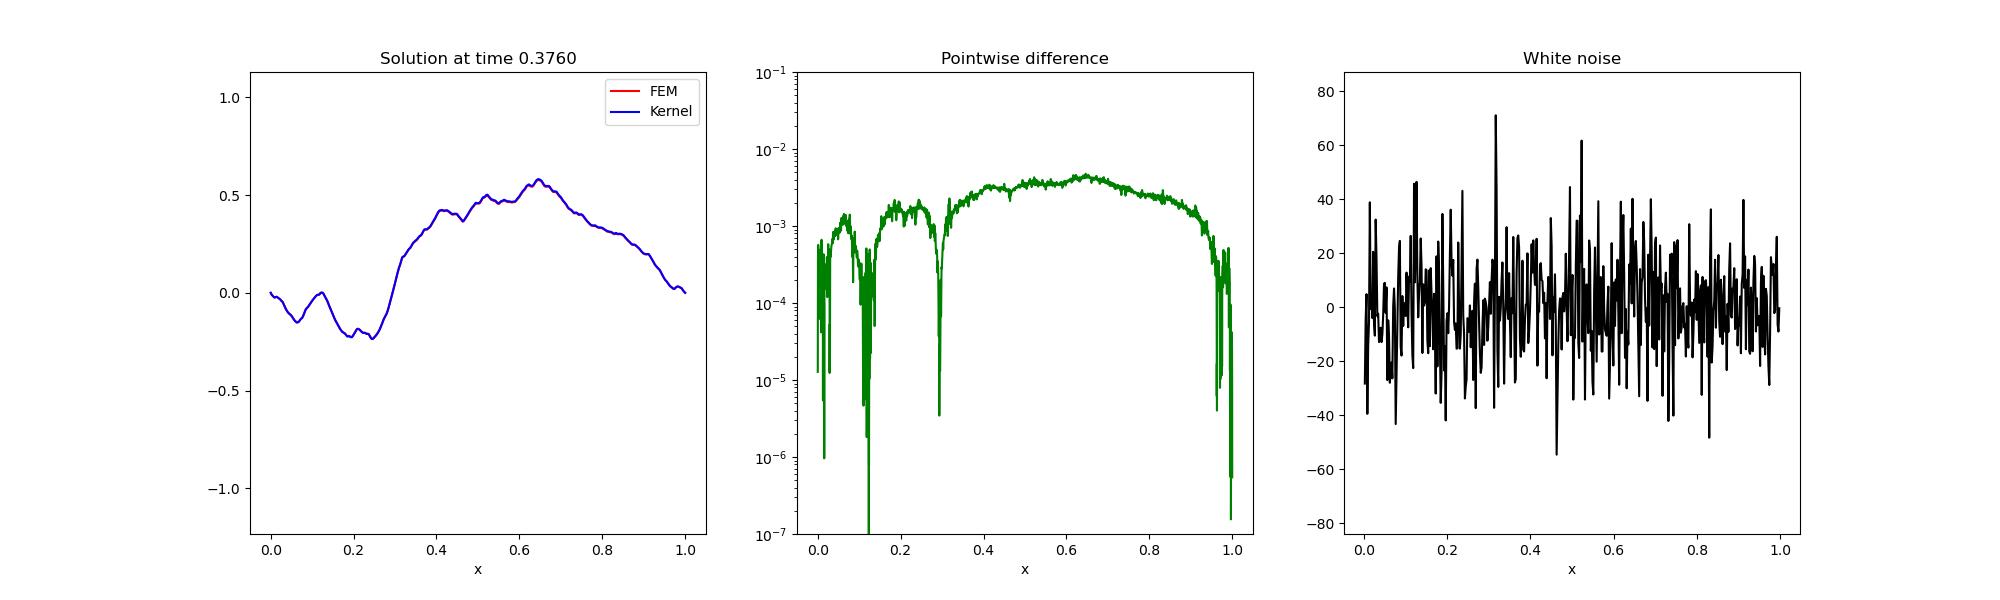 Solution at time 0.3760
1.0
0.5
0.0
−0.5
−1.0
0.0 0.2 0.4 0.6 0.8 1.0
x
FEM
Kernel
Pointwise difference
10⁻¹
10⁻²
10⁻³
10⁻⁴
10⁻⁵
10⁻⁶
10⁻⁷
0.0 0.2 0.4 0.6 0.8 1.0
x
White noise
80
60
40
20
0
−20
−40
−60
−80
0.0 0.2 0.4 0.6 0.8 1.0
x